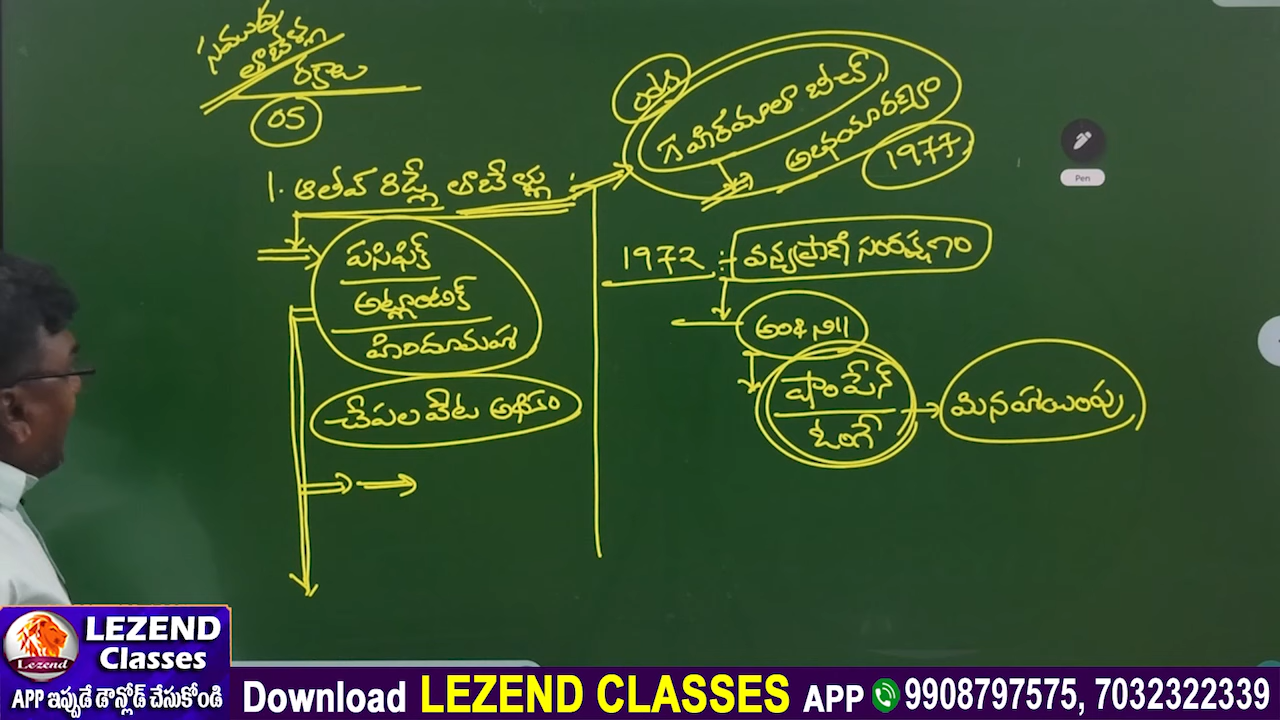 సముద్ర
తాబేళ్లు
రకాలు
05
1. ఆలీవ్ రిడ్లే తాబేళ్లు :
పసిఫిక్
అట్లాంటిక్
హిందూమహా
చేపల వేట అధికం
గహిరమాతా బీచ్
అభయారణ్యం
1977
1972 :- వన్యప్రాణి సంరక్షణం
అండ ని॥
షాంపేన్
ఓంగే
మినహాయింపు
Pen
Lezend
LEZEND
Classes
APP ఇప్పుడే డౌన్లోడ్ చేసుకోండి
Download LEZEND CLASSES APP 9908797575, 7032322339